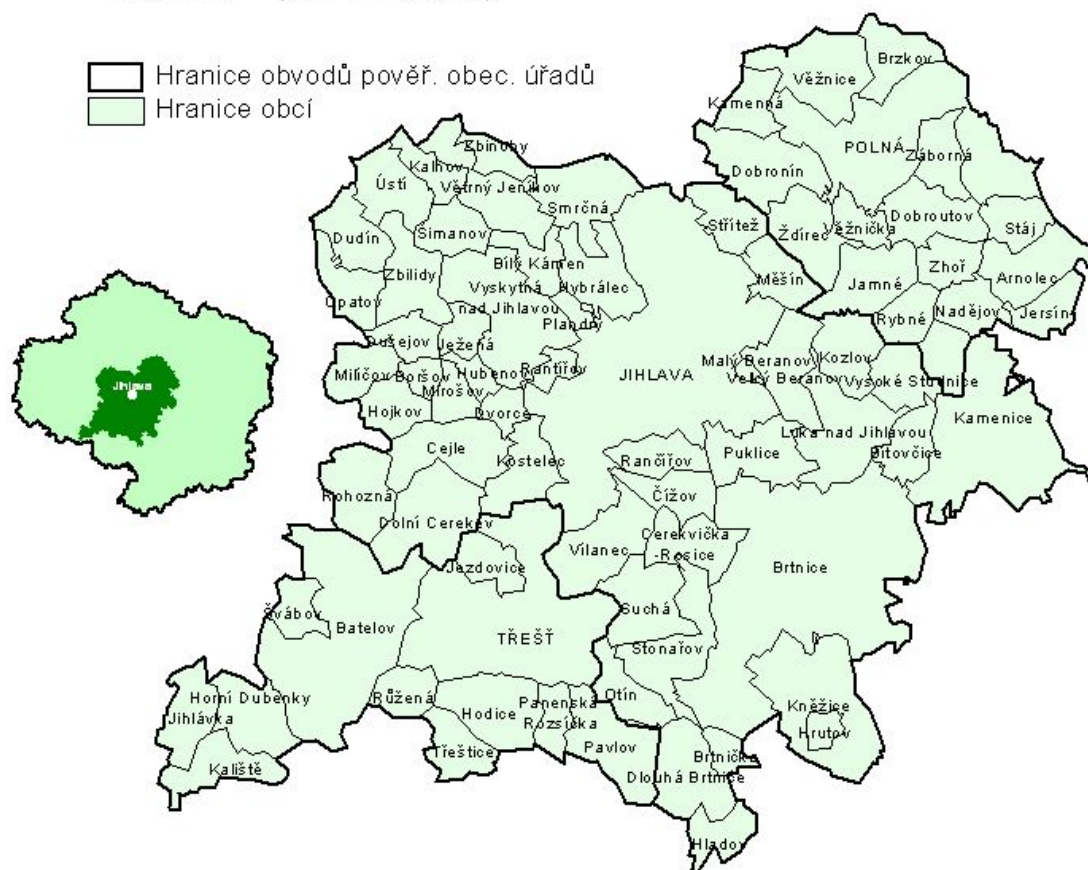 Hranice obvodů pověř. obec. úřadů
Hranice obcí
Brzkov
Věžnice
Kamenná
POLNÁ
Záborná
Dobronín
Zbinohy
Kalhov
Ústí
Větrný Jeníkov
Smrčná
Střítež
Ždírec
Věžnička
Dobroutov
Stáj
Dudín
Šimanov
Bílý Kámen
Zbilidy
Vyskytná
nad Jihlavou
Hybrálec
Měšín
Jamné
Zhoř
Arnolec
Opatov
Plandry
Rybné
Nadějov
Jersín
Dušejov
Ježená
Jihlava
Milíčov
Boršov
Hubenov
Rantířov
JIHLAVA
Malý Beranov
Kozlov
Mirošov
Velký Beranov
Vysoké Studnice
Hojkov
Dvorce
Kamenice
Cejle
Kostelec
Rančířov
Puklice
Luka nad Jihlavou
Bítovčice
Rohozná
Čížov
Dolní Cerekev
Vílanec
Cerekvička
-Rosice
Jezdovice
Brtnice
Švábov
Batelov
Suchá
TŘEŠŤ
Stonařov
Horní Dubenky
Růžená
Otín
Jihlávka
Hodice
Panenská
Rozsíčka
Kněžice
Hrutov
Kaliště
Třeštice
Pavlov
Brtnička
Dlouhá Brtnice
Hladov